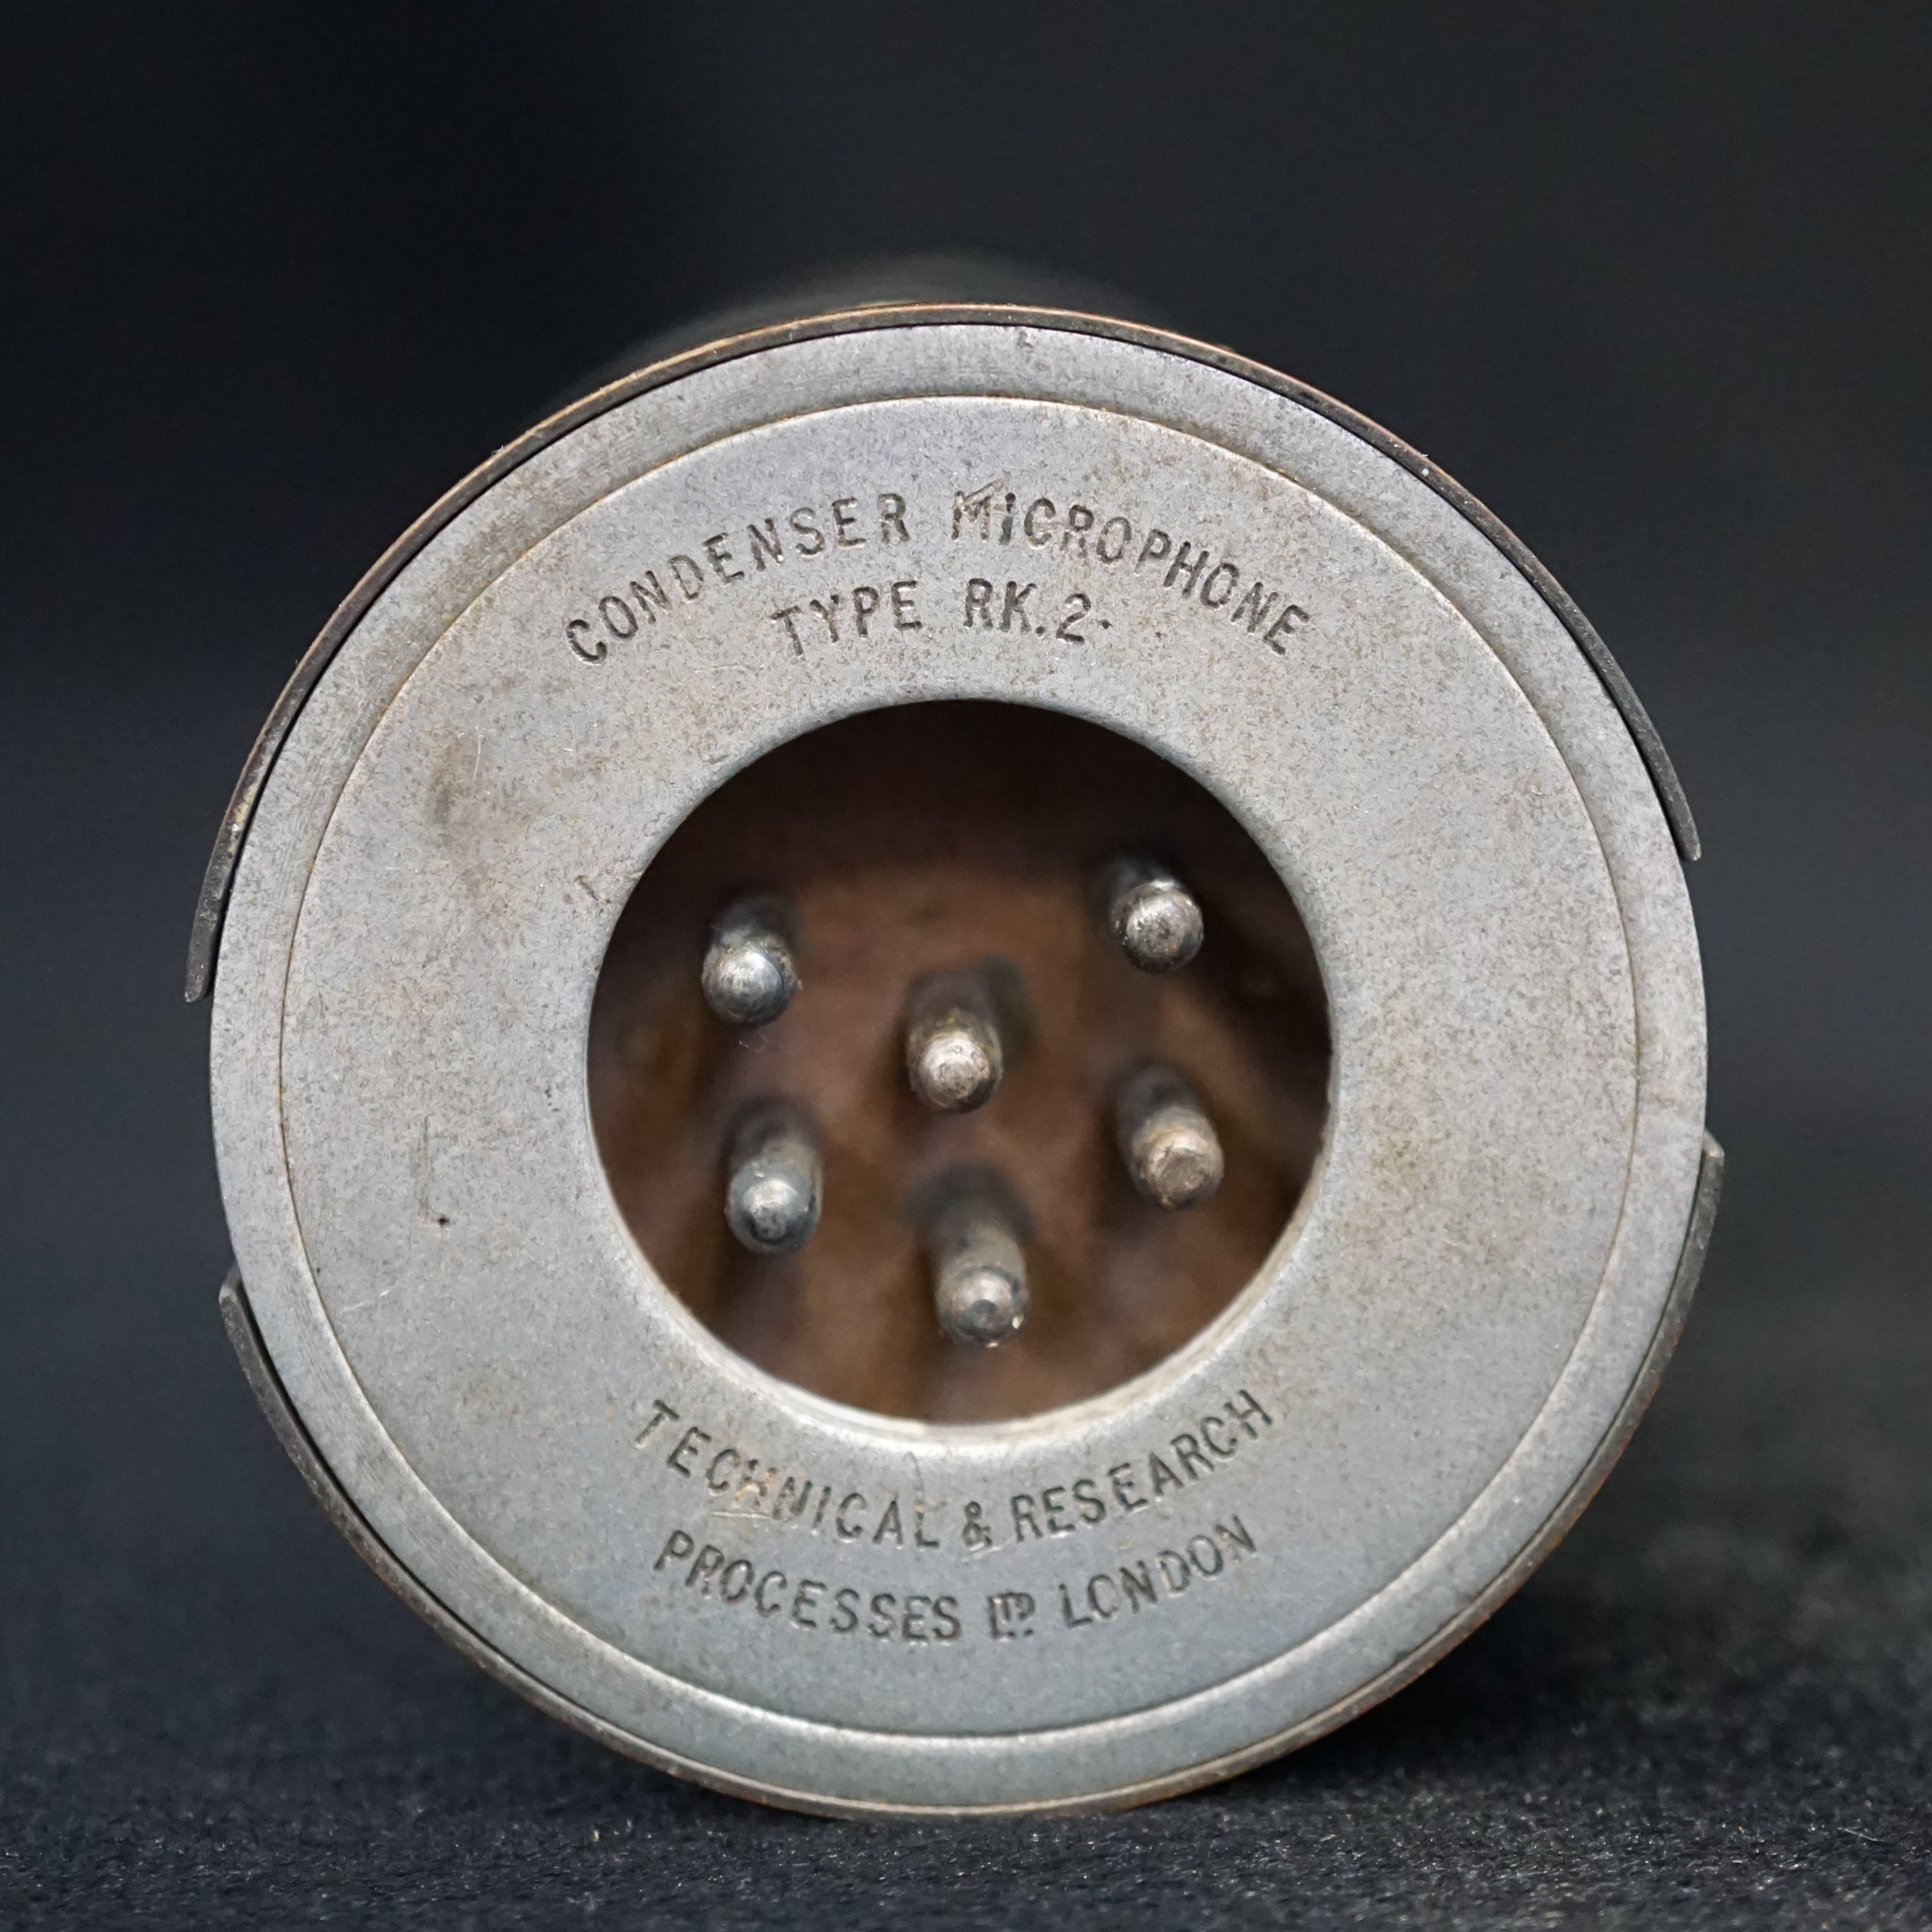 CONDENSER MICROPHONE
TYPE RK.2.
TECHNICAL & RESEARCH
PROCESSES LTD LONDON